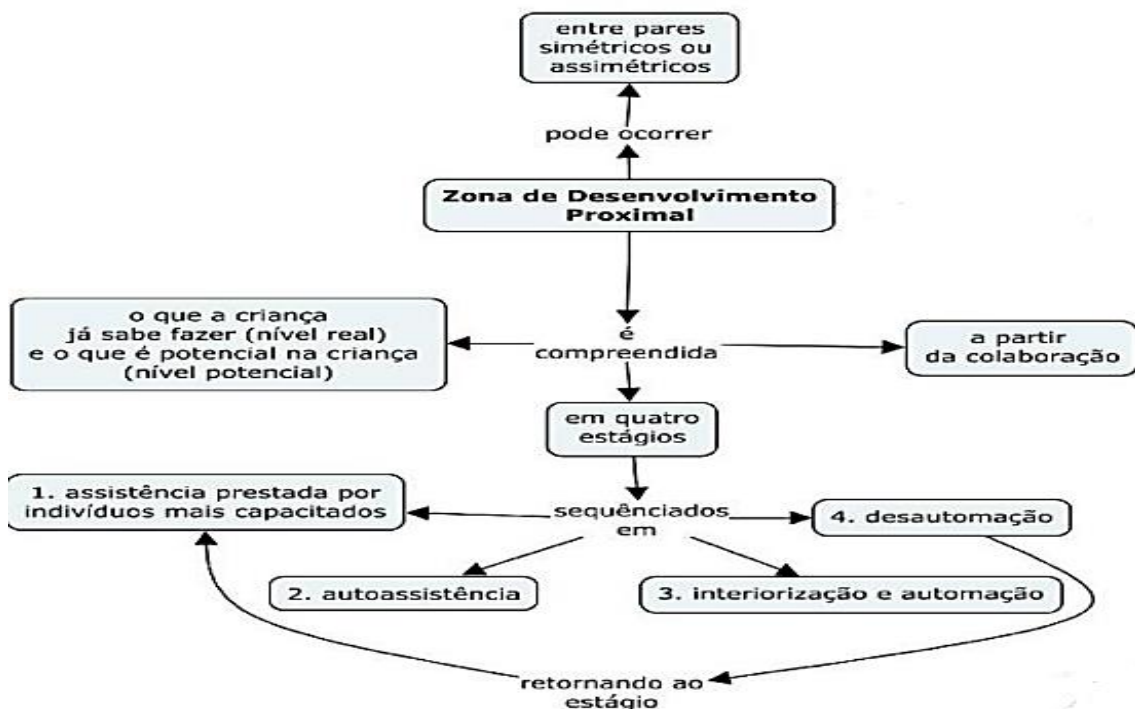 entre pares
simétricos ou
assimétricos
pode ocorrer
Zona de Desenvolvimento
Proximal
o que a criança
já sabe fazer (nível real)
e o que é potencial na criança
(nível potencial)
é
compreendida
a partir
da colaboração
em quatro
estágios
1. assistência prestada por
indivíduos mais capacitados
sequênciados
em
4. desautomação
2. autoassistência
3. interiorização e automação
retornando ao
estágio